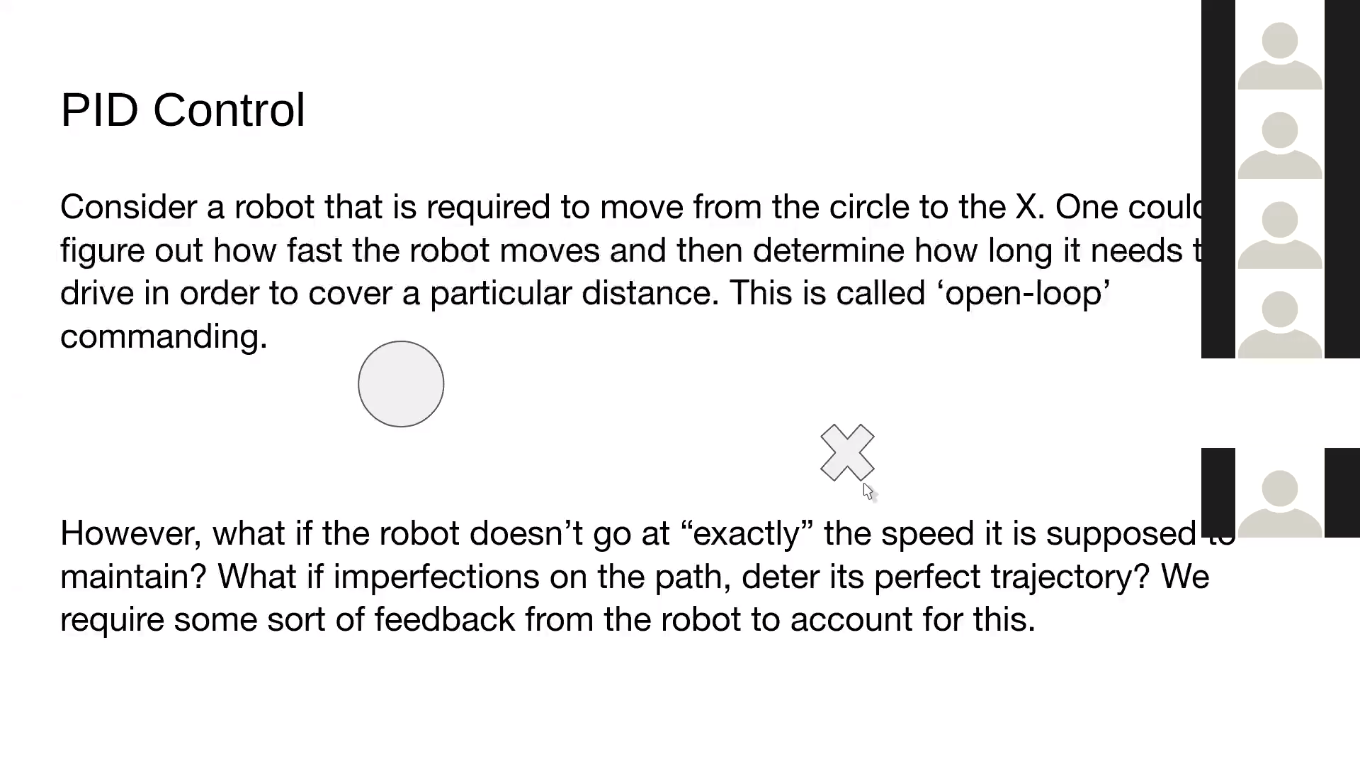 PID Control
Consider a robot that is required to move from the circle to the X. One could
figure out how fast the robot moves and then determine how long it needs
drive in order to cover a particular distance. This is called ‘open-loop’
commanding.
However, what if the robot doesn’t go at “exactly” the speed it is supposed to
maintain? What if imperfections on the path, deter its perfect trajectory? We
require some sort of feedback from the robot to account for this.